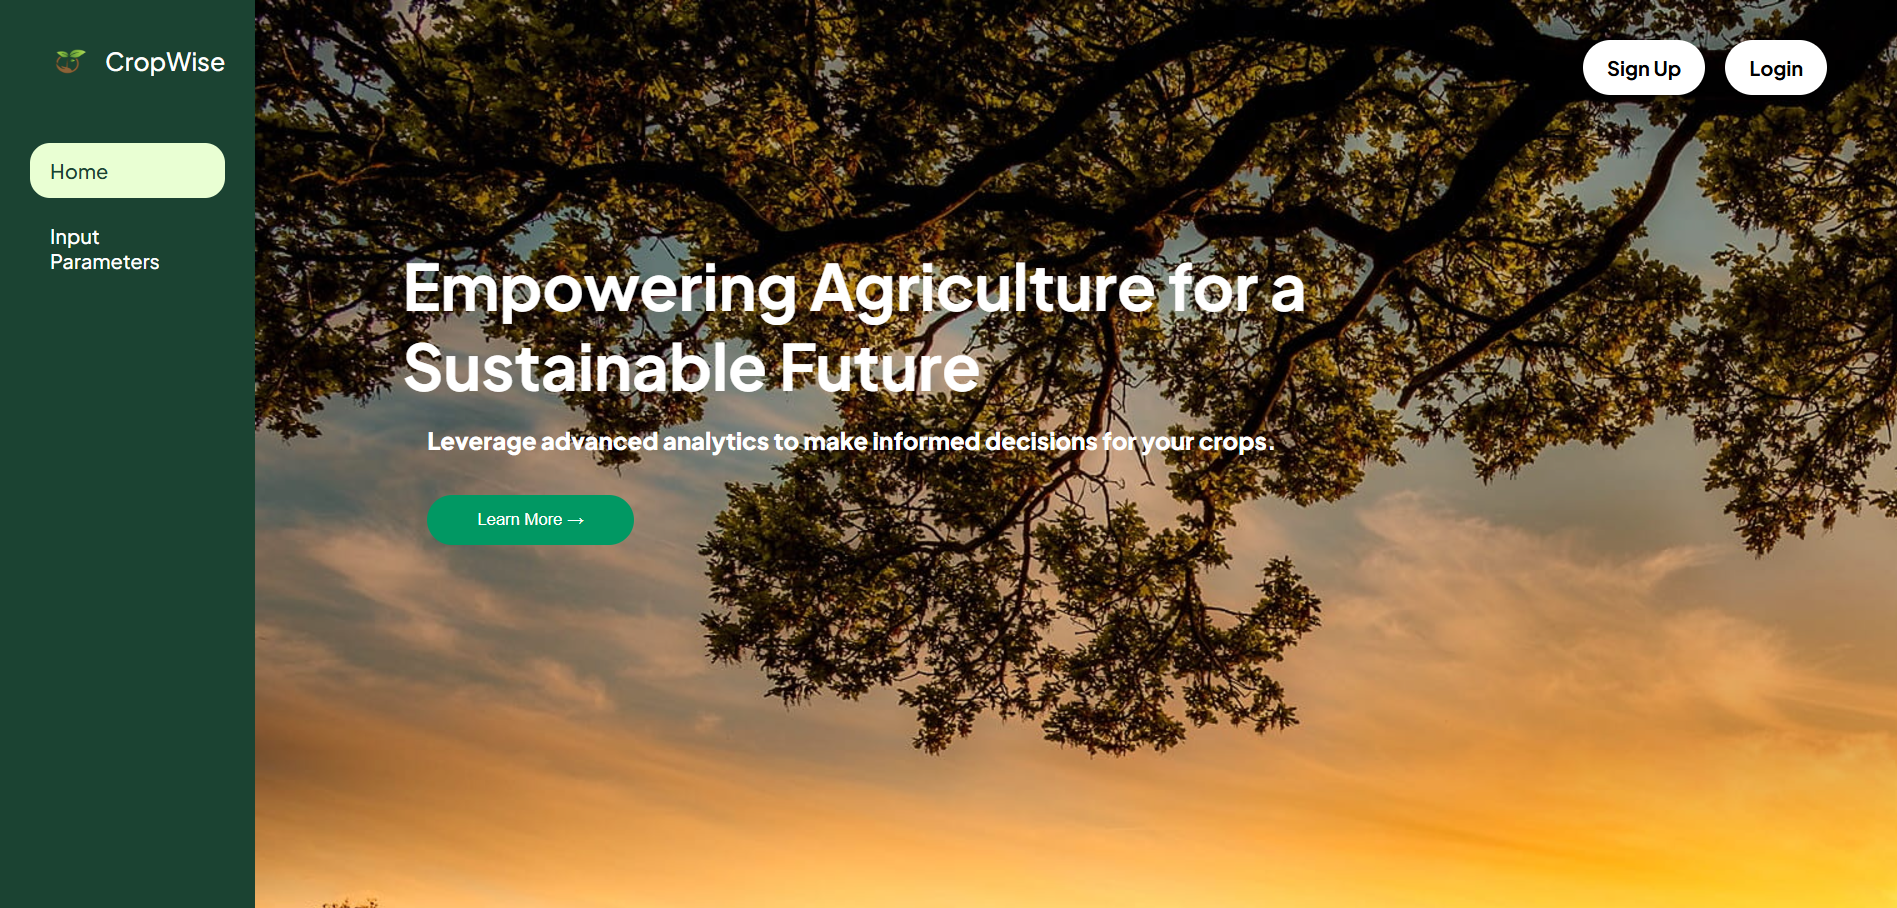 CropWise
Home
Input
Parameters
Sign Up
Login
Empowering Agriculture for a
Sustainable Future
Leverage advanced analytics to make informed decisions for your crops.
Learn More →